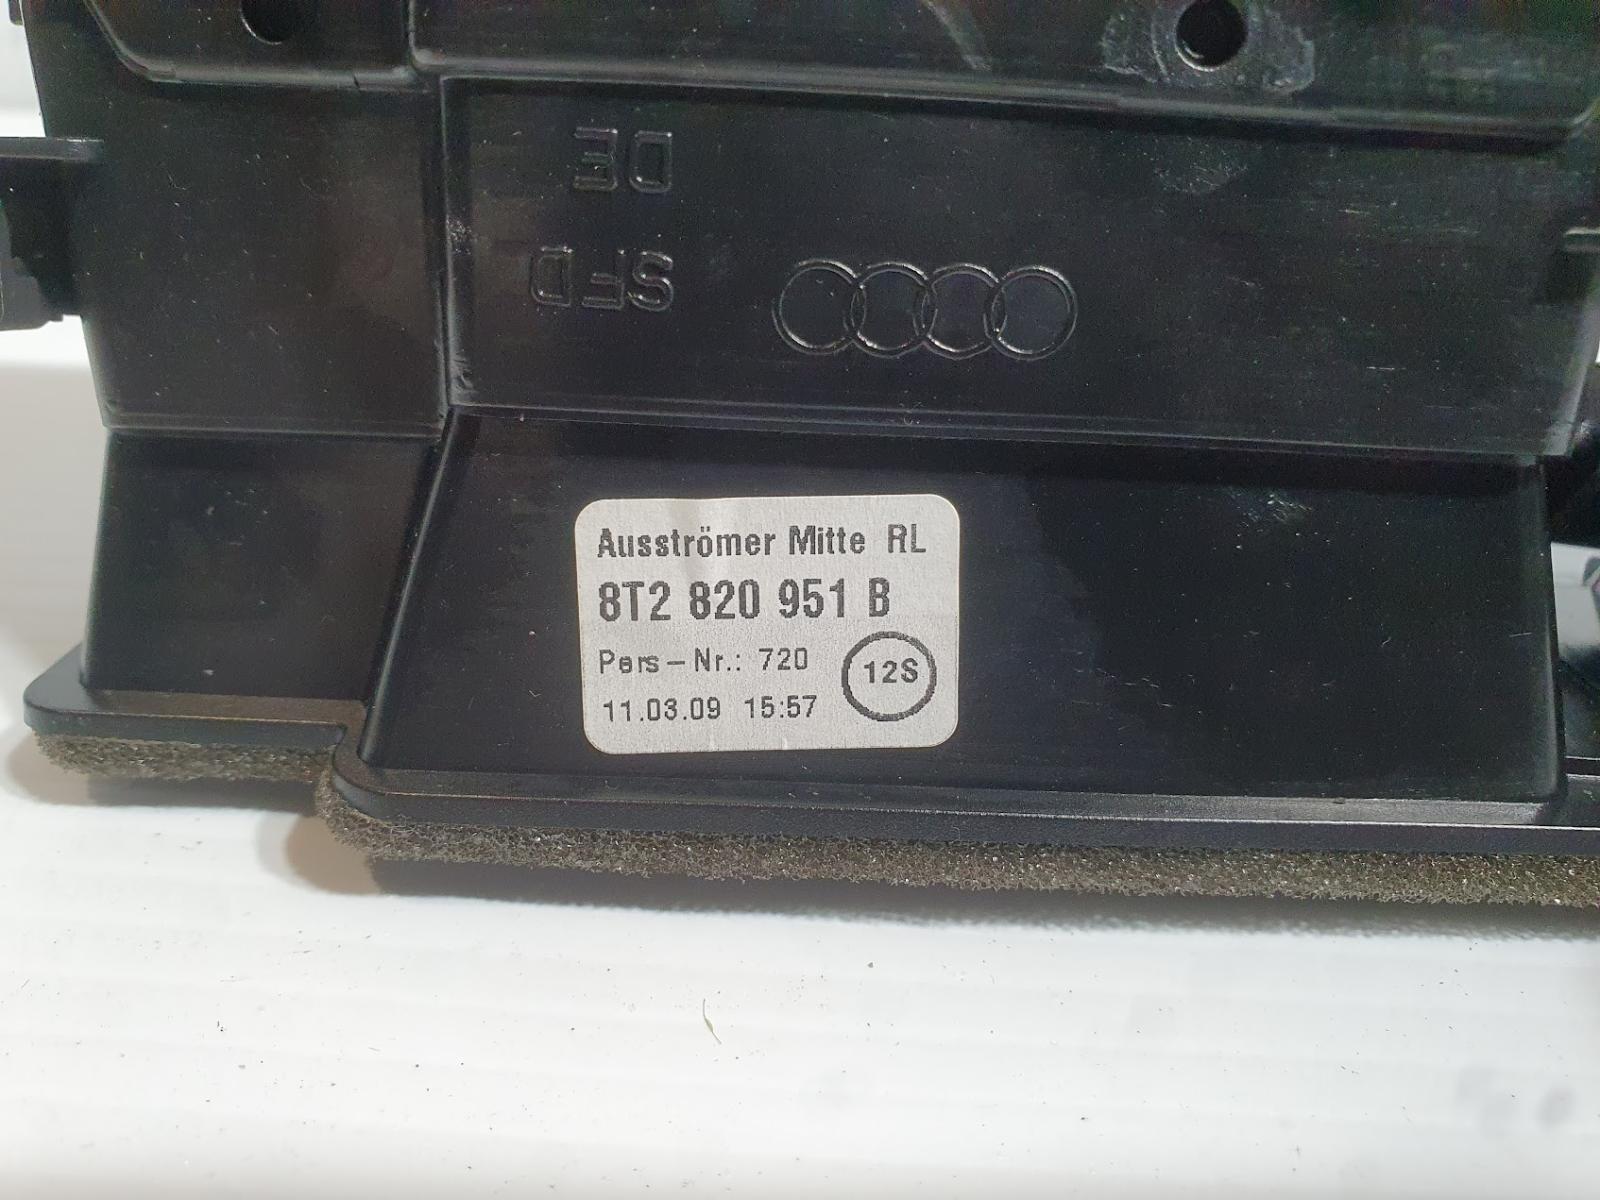 DE
SFD
Ausströmer Mitte RL
8T2 820 951 B
Pers-Nr.: 720
12S
11.03.09 15:57